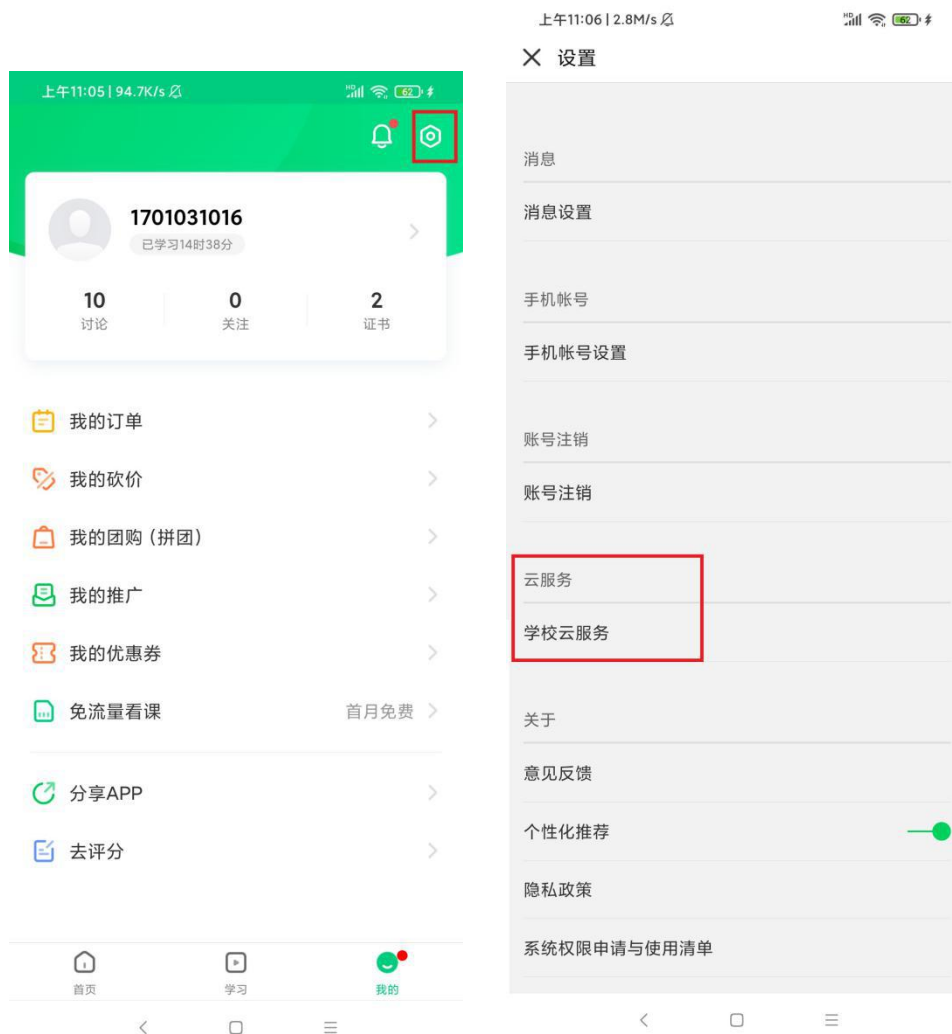 上午11:05 | 94.7K/s
HD
62
1701031016
已学习14时38分
10
0
2
讨论
关注
证书
我的订单
我的砍价
我的团购（拼团）
我的推广
我的优惠券
免流量看课
首月免费
分享APP
去评分
首页
学习
我的
上午11:06 | 2.8M/s
HD
62
设置
消息
消息设置
手机帐号
手机帐号设置
账号注销
账号注销
云服务
学校云服务
关于
意见反馈
个性化推荐
隐私政策
系统权限申请与使用清单